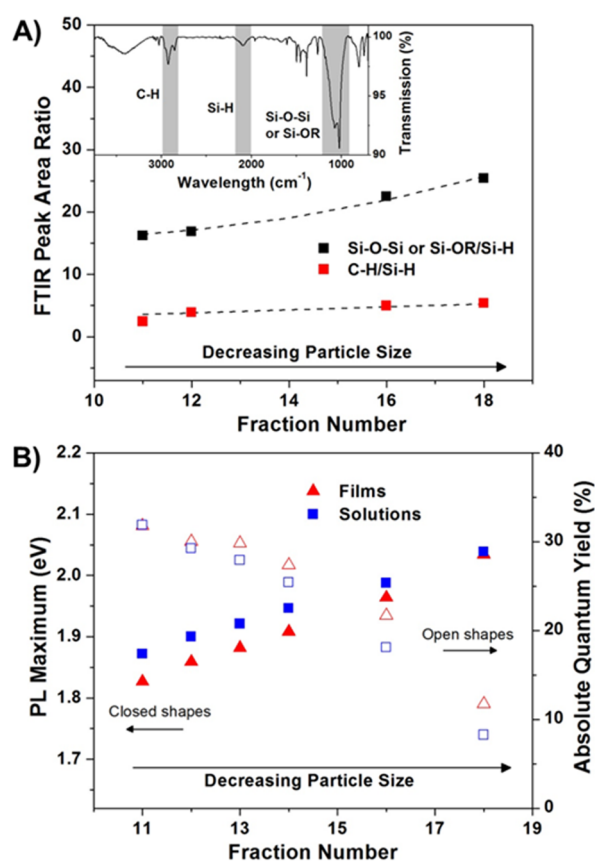 A)
50
40
30
20
10
0
FTIR Peak Area Ratio
C-H
Si-H
Si-O-Si
or Si-OR
100
95
90
Transmission (%)
3000 2000 1000
Wavelength (cm-1)
Si-O-Si or Si-OR/Si-H
C-H/Si-H
Decreasing Particle Size
10 12 14 16 18
Fraction Number
B)
2.2
2.1
2.0
1.9
1.8
1.7
PL Maximum (eV)
Films
Solutions
Open shapes
Closed shapes
Decreasing Particle Size
40
30
20
10
0
Absolute Quantum Yield (%)
11 13 15 17 19
Fraction Number